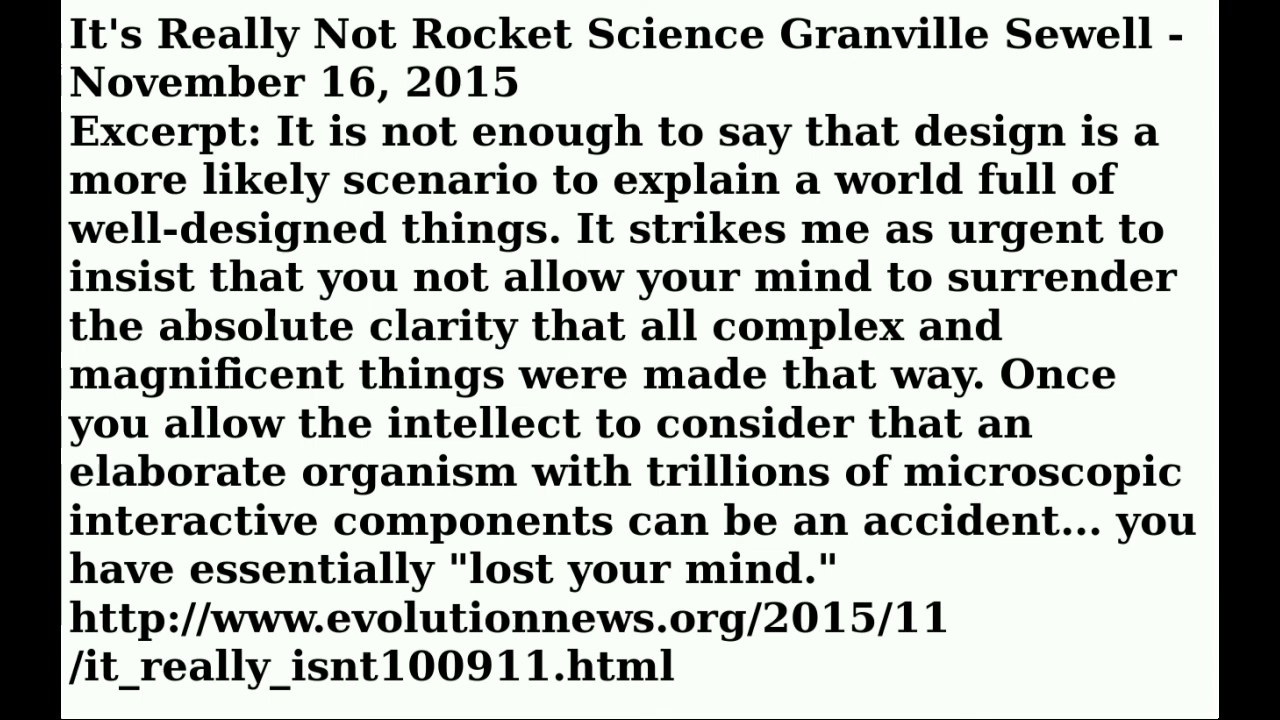 It's Really Not Rocket Science Granville Sewell -
November 16, 2015
Excerpt: It is not enough to say that design is a
more likely scenario to explain a world full of
well-designed things. It strikes me as urgent to
insist that you not allow your mind to surrender
the absolute clarity that all complex and
magnificent things were made that way. Once
you allow the intellect to consider that an
elaborate organism with trillions of microscopic
interactive components can be an accident... you
have essentially "lost your mind."
http://www.evolutionnews.org/2015/11
/it_really_isnt100911.html